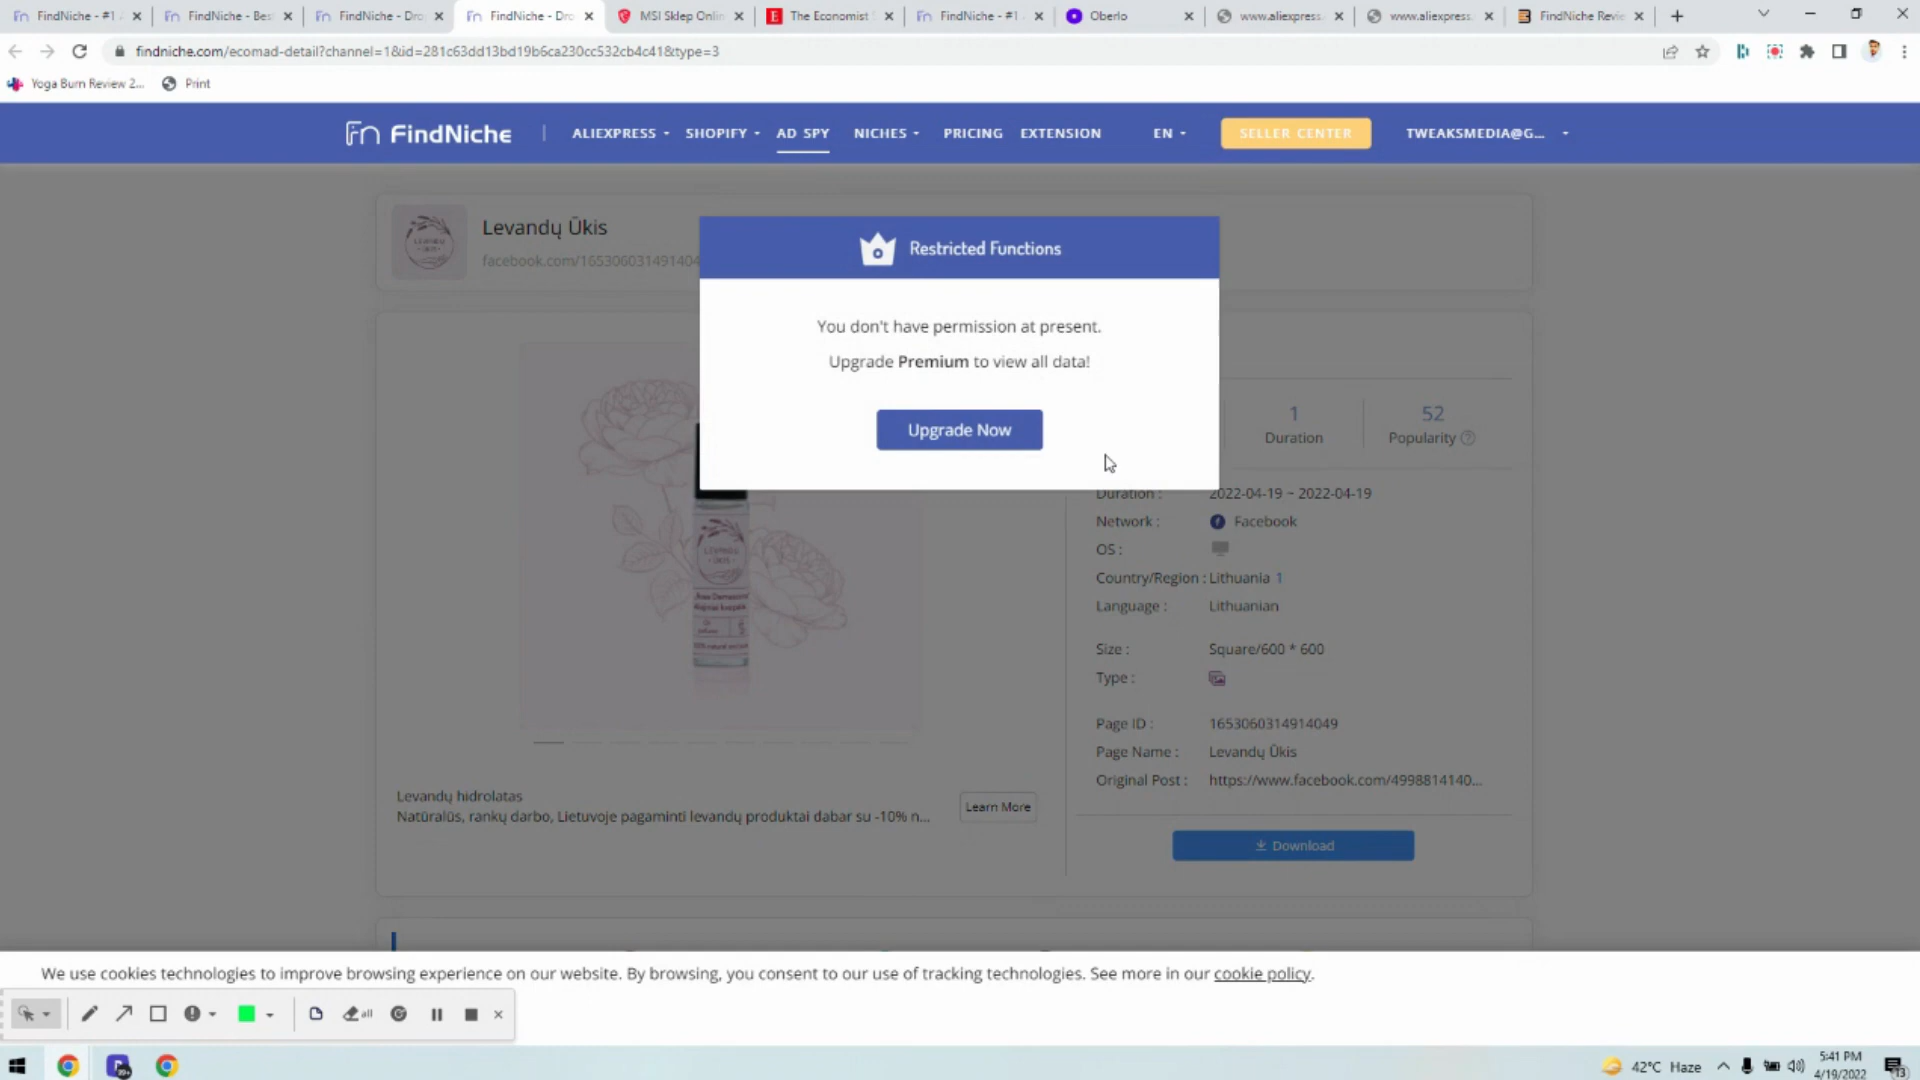 FindNiche - #1 A
FindNiche - Bes
FindNiche - Dro
FindNiche - Dro
MSI Sklep Onlin
The Economist
FindNiche - #1
Oberlo
www.aliexpress.
www.aliexpress.
FindNiche Revie
findniche.com/ecomad-detail?channel=1&id=281c63dd13bd19b6ca230cc532cb4c41&type=3
Yoga Burn Review 2...
Print
FindNiche
ALIEXPRESS
SHOPIFY
AD SPY
NICHES
PRICING
EXTENSION
EN
SELLER CENTER
TWEAKSMEDIA@G...
Levandų Ūkis
facebook.com/1653060314914049
Restricted Functions
You don't have permission at present.
Upgrade Premium to view all data!
Upgrade Now
1
Duration
52
Popularity
Duration : 2022-04-19 ~ 2022-04-19
Network : Facebook
OS :
Country/Region : Lithuania 1
Language : Lithuanian
Size : Square/600 * 600
Type :
Page ID : 1653060314914049
Page Name : Levandų Ūkis
Original Post : https://www.facebook.com/4998814140...
Download
Levandų hidrolatas
Natūralūs, rankų darbo, Lietuvoje pagaminti levandų produktai dabar su -10% n...
Learn More
We use cookies technologies to improve browsing experience on our website. By browsing, you consent to our use of tracking technologies. See more in our cookie policy.
all
42°C Haze
5:41 PM
4/19/2022
13